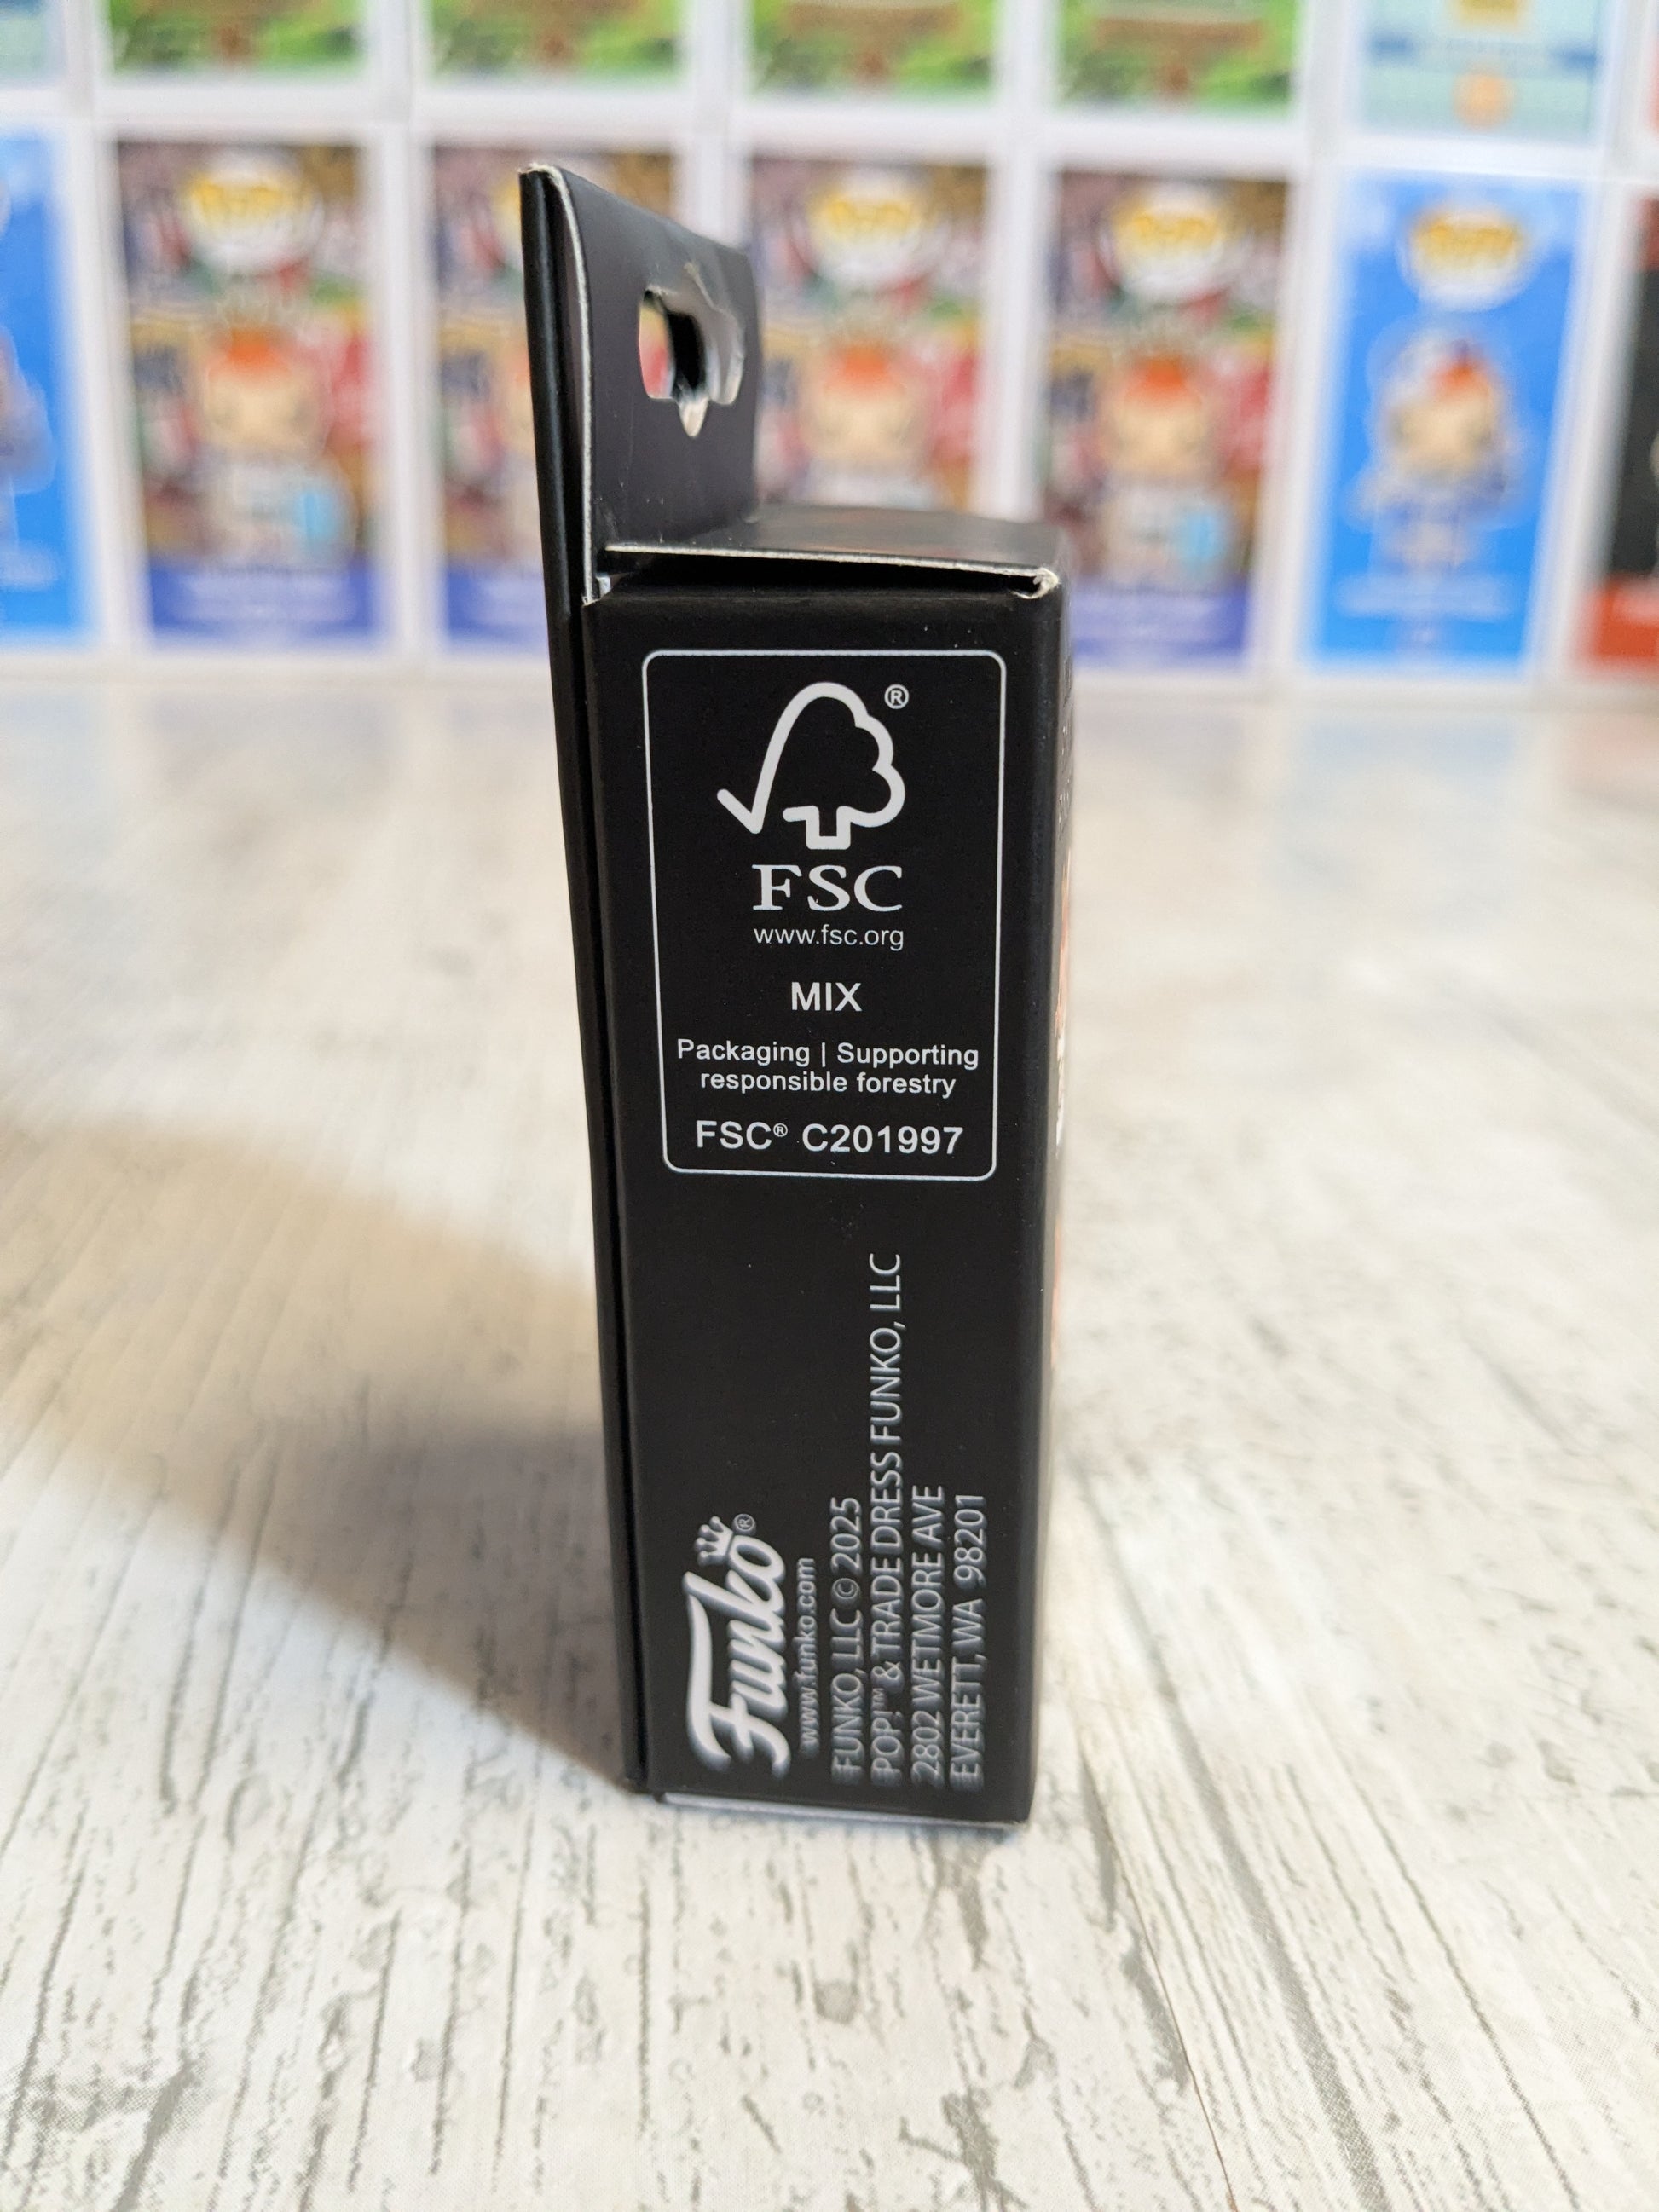 ®
FSC
www.fsc.org
MIX
Packaging | Supporting
responsible forestry
FSC® C201997
Funko®
www.funko.com
FUNKO, LLC © 2025
POP!™ & TRADE DRESS FUNKO, LLC
2802 WETMORE AVE
EVERETT, WA 98201